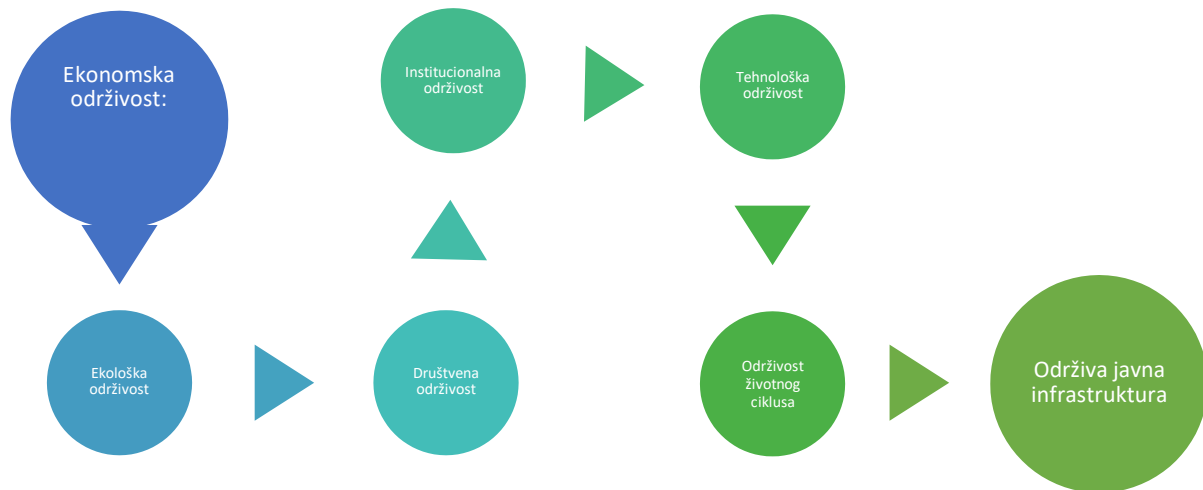 Ekonomska
održivost:
Ekološka
održivost
Društvena
održivost
Institucionalna
održivost
Tehnološka
održivost
Održivost
životnog
ciklusa
Održiva javna
infrastruktura